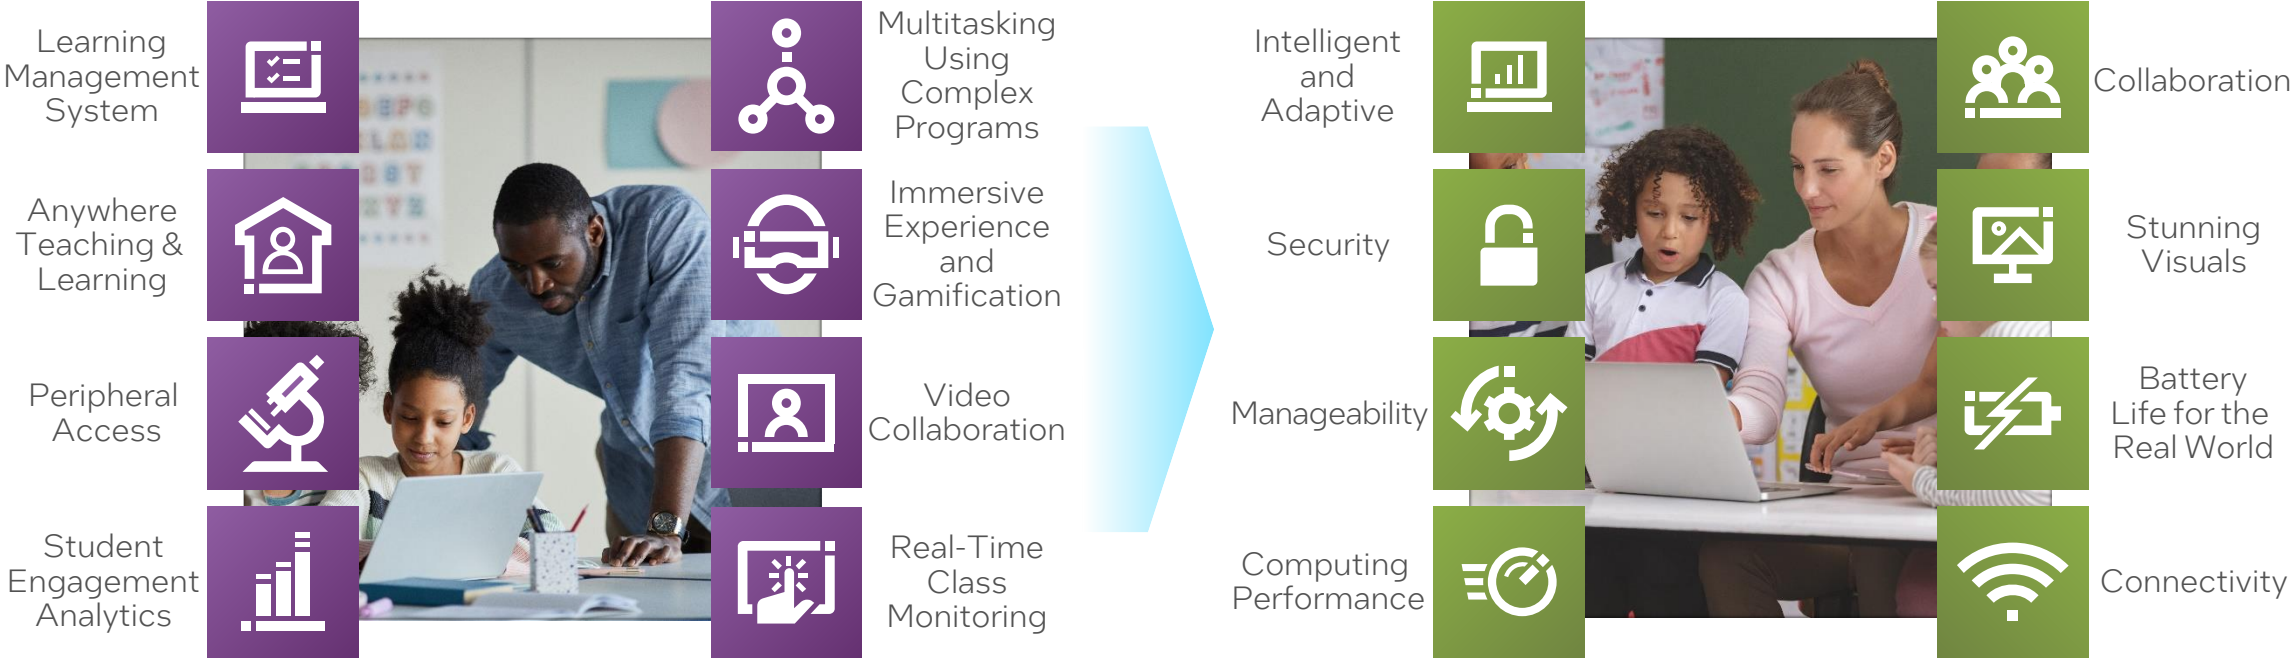 Learning
Management
System
Anywhere
Teaching &
Learning
Peripheral
Access
Student
Engagement
Analytics
Multitasking
Using
Complex
Programs
Immersive
Experience
and
Gamification
Video
Collaboration
Real-Time
Class
Monitoring
Intelligent
and
Adaptive
Security
Manageability
Computing
Performance
Collaboration
Stunning
Visuals
Battery
Life for the
Real World
Connectivity